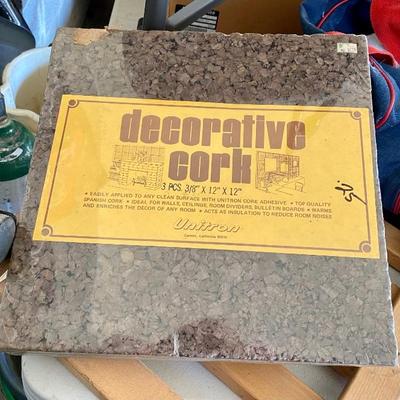 decorative
cork
3 PCS. 3/8" X 12" X 12"
• EASILY APPLIED TO ANY CLEAN SURFACE WITH UNITRON CORK ADHESIVE • TOP QUALITY
SPANISH CORK • IDEAL FOR WALLS, CEILINGS, ROOM DIVIDERS, BULLETIN BOARDS • WARMS
AND ENRICHES THE DECOR OF ANY ROOM • ACTS AS INSULATION TO REDUCE ROOM NOISES
Unitron
California